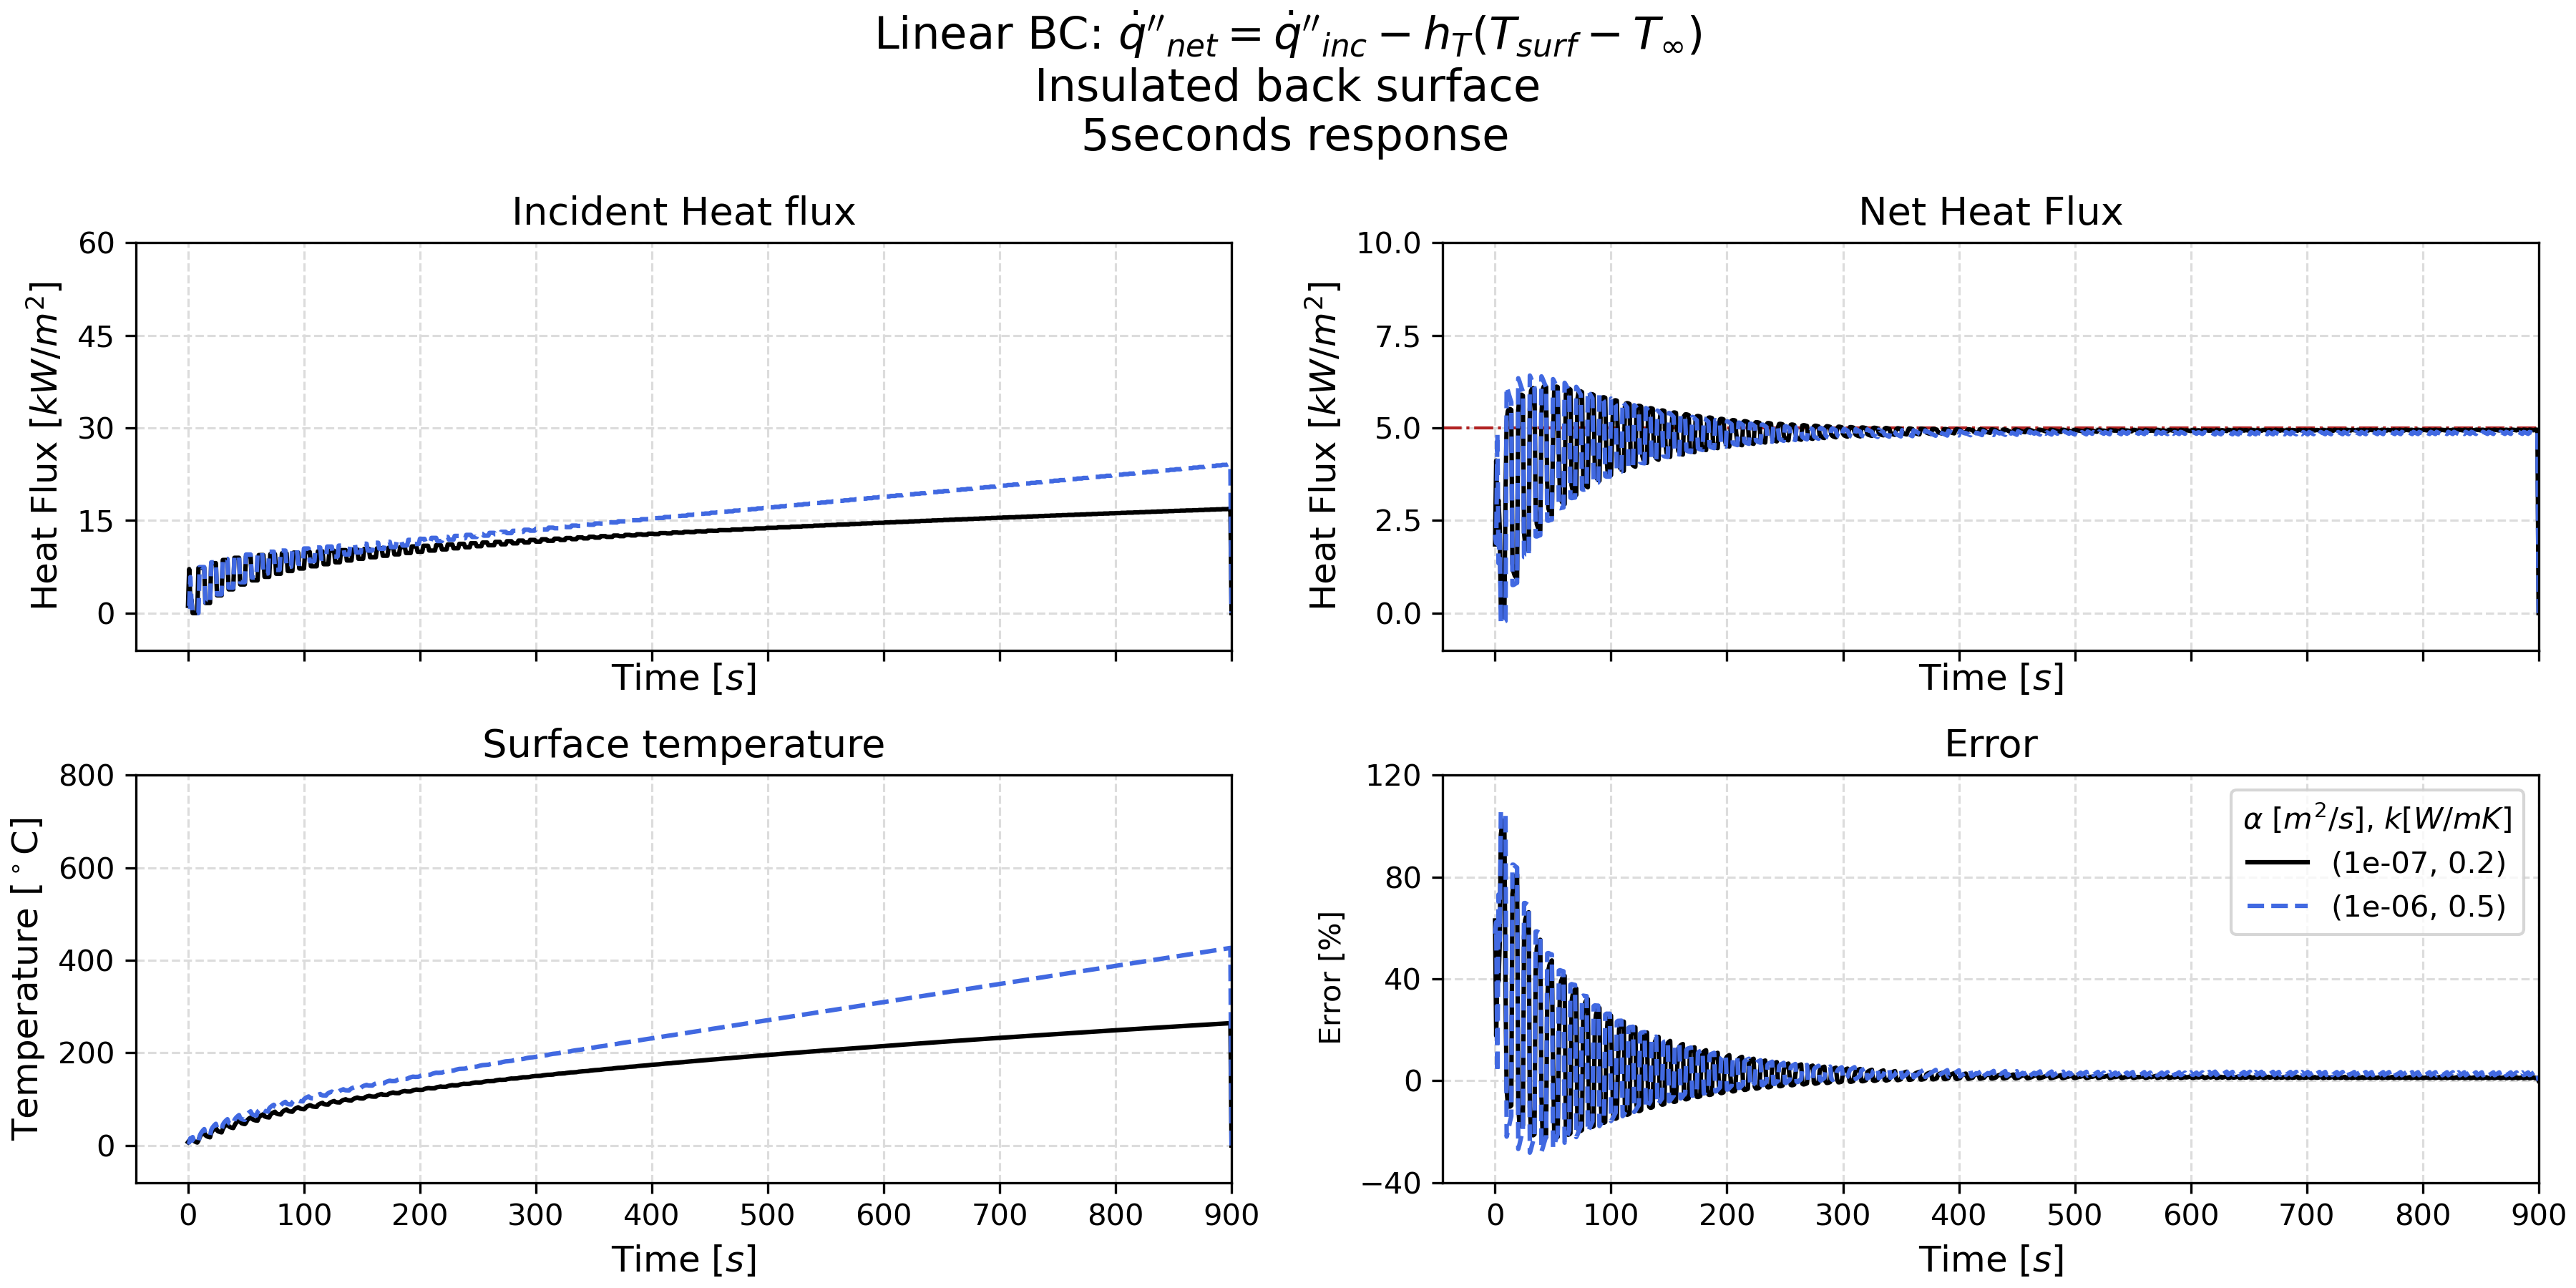 Linear BC: q̇″net = q̇″inc − hT(Tsurf − T∞)
Insulated back surface
5seconds response
Incident Heat flux
60
45
30
15
0
Heat Flux [kW/m²]
Time [s]
Net Heat Flux
10.0
7.5
5.0
2.5
0.0
Heat Flux [kW/m²]
Time [s]
Surface temperature
800
600
400
200
0
Temperature [°C]
0 100 200 300 400 500 600 700 800 900
Time [s]
Error
120
80
40
0
−40
Error [%]
α [m²/s], k[W/mK]
(1e-07, 0.2)
(1e-06, 0.5)
0 100 200 300 400 500 600 700 800 900
Time [s]